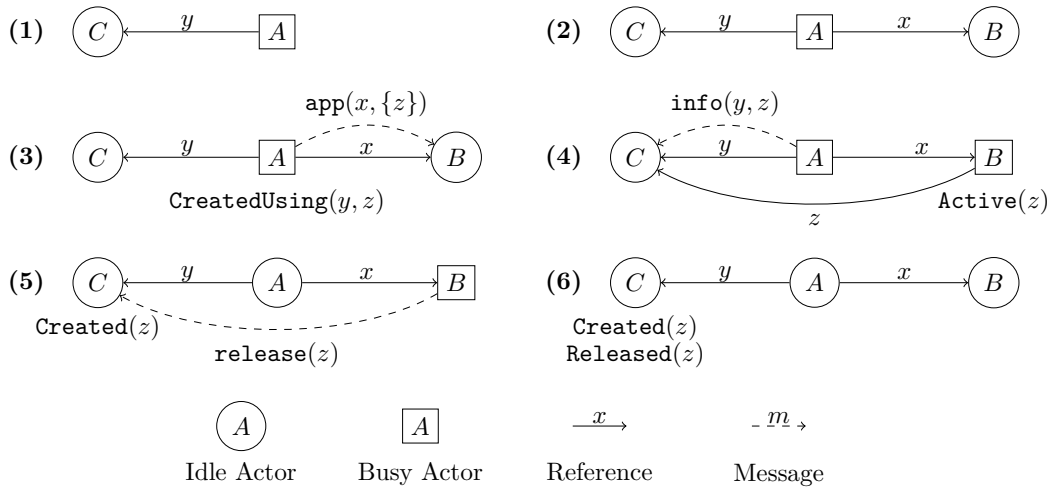 (1) C y A
(2) C y A x B
app(x, {z})
(3) C y A x B
CreatedUsing(y, z)
info(y, z)
(4) C y A x B
Active(z)
z
(5) C y A x B
Created(z)
release(z)
(6) C y A x B
Created(z)
Released(z)
A A x m
Idle Actor Busy Actor Reference Message